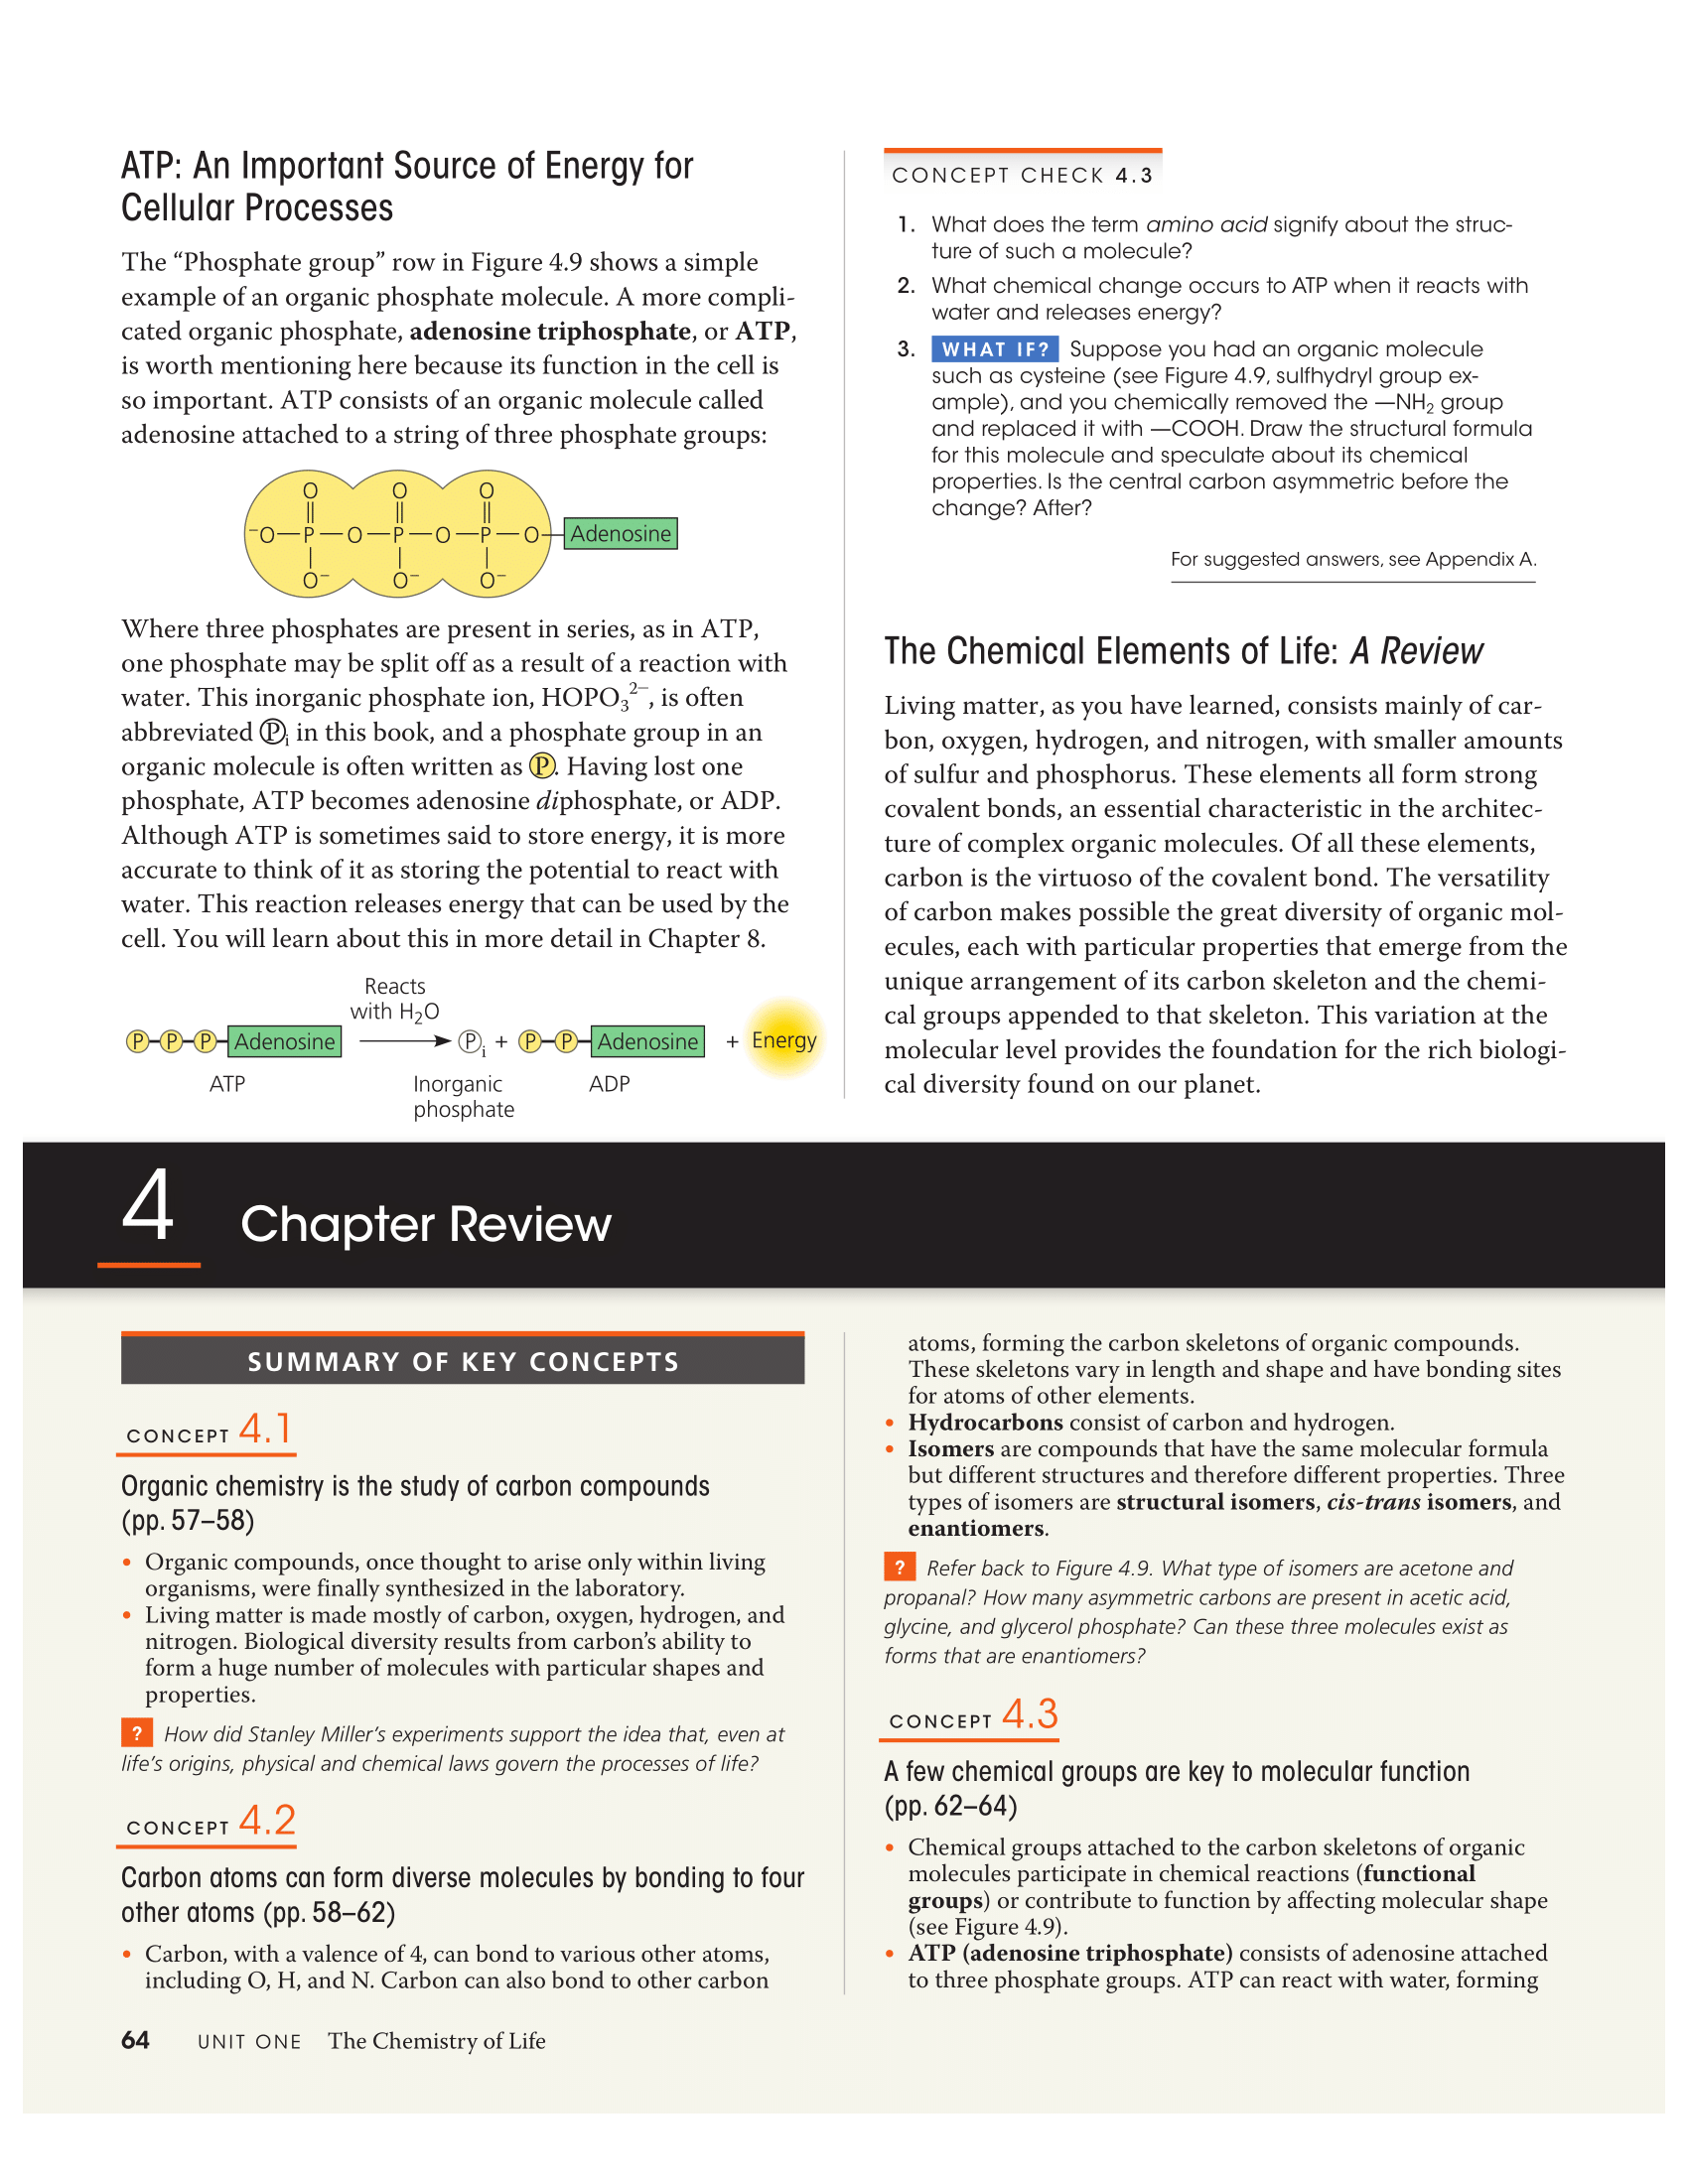 ATP: An Important Source of Energy for
Cellular Processes
The “Phosphate group” row in Figure 4.9 shows a simple
example of an organic phosphate molecule. A more compli-
cated organic phosphate, adenosine triphosphate, or ATP,
is worth mentioning here because its function in the cell is
so important. ATP consists of an organic molecule called
adenosine attached to a string of three phosphate groups:
O O O
⁻O—P—O—P—O—P—O—Adenosine
O⁻ O⁻ O⁻
Where three phosphates are present in series, as in ATP,
one phosphate may be split off as a result of a reaction with
water. This inorganic phosphate ion, HOPO₃²⁻, is often
abbreviated Ⓟᵢ in this book, and a phosphate group in an
organic molecule is often written as Ⓟ. Having lost one
phosphate, ATP becomes adenosine diphosphate, or ADP.
Although ATP is sometimes said to store energy, it is more
accurate to think of it as storing the potential to react with
water. This reaction releases energy that can be used by the
cell. You will learn about this in more detail in Chapter 8.
Reacts
with H₂O
P P P Adenosine Pᵢ + P P Adenosine + Energy
ATP Inorganic ADP
phosphate
CONCEPT CHECK 4.3
1. What does the term amino acid signify about the struc-
ture of such a molecule?
2. What chemical change occurs to ATP when it reacts with
water and releases energy?
3. WHAT IF? Suppose you had an organic molecule
such as cysteine (see Figure 4.9, sulfhydryl group ex-
ample), and you chemically removed the —NH₂ group
and replaced it with —COOH. Draw the structural formula
for this molecule and speculate about its chemical
properties. Is the central carbon asymmetric before the
change? After?
For suggested answers, see Appendix A.
The Chemical Elements of Life: A Review
Living matter, as you have learned, consists mainly of car-
bon, oxygen, hydrogen, and nitrogen, with smaller amounts
of sulfur and phosphorus. These elements all form strong
covalent bonds, an essential characteristic in the architec-
ture of complex organic molecules. Of all these elements,
carbon is the virtuoso of the covalent bond. The versatility
of carbon makes possible the great diversity of organic mol-
ecules, each with particular properties that emerge from the
unique arrangement of its carbon skeleton and the chemi-
cal groups appended to that skeleton. This variation at the
molecular level provides the foundation for the rich biologi-
cal diversity found on our planet.
4 Chapter Review
SUMMARY OF KEY CONCEPTS
CONCEPT 4.1
Organic chemistry is the study of carbon compounds
(pp. 57–58)
• Organic compounds, once thought to arise only within living
organisms, were finally synthesized in the laboratory.
• Living matter is made mostly of carbon, oxygen, hydrogen, and
nitrogen. Biological diversity results from carbon’s ability to
form a huge number of molecules with particular shapes and
properties.
? How did Stanley Miller’s experiments support the idea that, even at
life’s origins, physical and chemical laws govern the processes of life?
CONCEPT 4.2
Carbon atoms can form diverse molecules by bonding to four
other atoms (pp. 58–62)
• Carbon, with a valence of 4, can bond to various other atoms,
including O, H, and N. Carbon can also bond to other carbon
atoms, forming the carbon skeletons of organic compounds.
These skeletons vary in length and shape and have bonding sites
for atoms of other elements.
• Hydrocarbons consist of carbon and hydrogen.
• Isomers are compounds that have the same molecular formula
but different structures and therefore different properties. Three
types of isomers are structural isomers, cis-trans isomers, and
enantiomers.
? Refer back to Figure 4.9. What type of isomers are acetone and
propanal? How many asymmetric carbons are present in acetic acid,
glycine, and glycerol phosphate? Can these three molecules exist as
forms that are enantiomers?
CONCEPT 4.3
A few chemical groups are key to molecular function
(pp. 62–64)
• Chemical groups attached to the carbon skeletons of organic
molecules participate in chemical reactions (functional
groups) or contribute to function by affecting molecular shape
(see Figure 4.9).
• ATP (adenosine triphosphate) consists of adenosine attached
to three phosphate groups. ATP can react with water, forming
64 UNIT ONE The Chemistry of Life